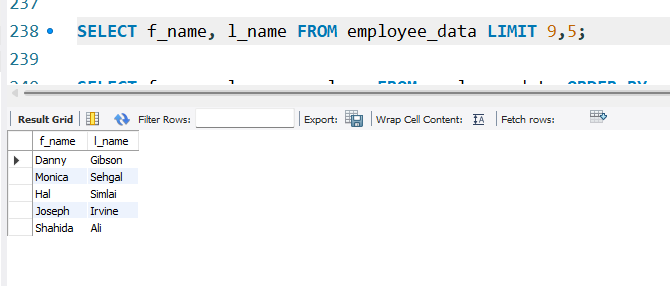 237
238 SELECT f_name, l_name FROM employee_data LIMIT 9,5;
239
Result Grid Filter Rows: Export: Wrap Cell Content: Fetch rows:
f_name l_name
Danny Gibson
Monica Sehgal
Hal Simlai
Joseph Irvine
Shahida Ali